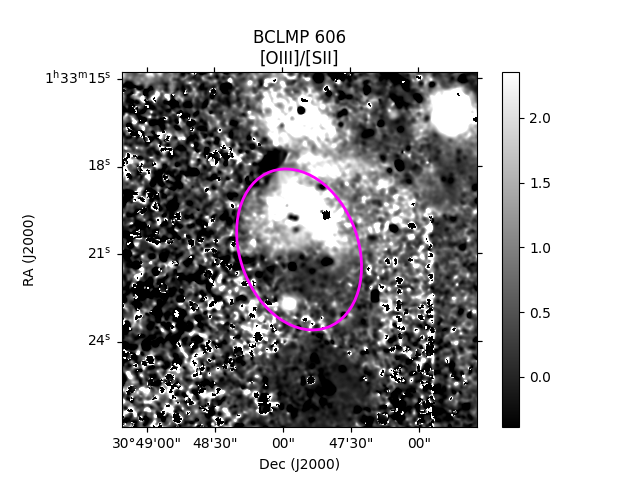 BCLMP 606
[OIII]/[SII]
1ʰ33ᵐ15ˢ
18ˢ
21ˢ
24ˢ
RA (J2000)
30°49'00" 48'30" 00" 47'30" 00"
Dec (J2000)
2.0
1.5
1.0
0.5
0.0